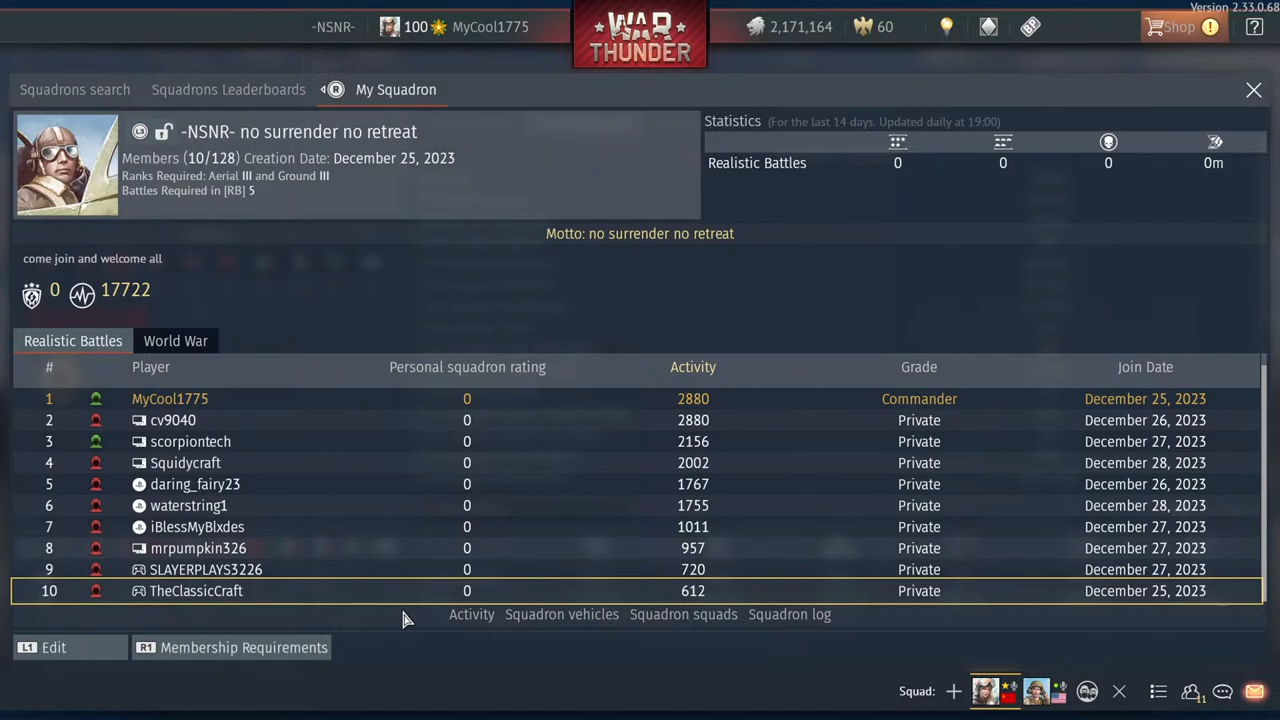 Version 2.33.0.68
-NSNR- 100 MyCool1775 WAR THUNDER 2,171,164 60 Shop
Squadrons search Squadrons Leaderboards R My Squadron
-NSNR- no surrender no retreat
Members (10/128) Creation Date: December 25, 2023
Ranks Required: Aerial III and Ground III
Battles Required in [RB] 5
Statistics (For the last 14 days. Updated daily at 19:00)
Realistic Battles 0 0 0 0m
Motto: no surrender no retreat
come join and welcome all
0 17722
Realistic Battles World War
# Player Personal squadron rating Activity Grade Join Date
1 MyCool1775 0 2880 Commander December 25, 2023
2 cv9040 0 2880 Private December 26, 2023
3 scorpiontech 0 2156 Private December 27, 2023
4 Squidycraft 0 2002 Private December 28, 2023
5 daring_fairy23 0 1767 Private December 26, 2023
6 waterstring1 0 1755 Private December 28, 2023
7 iBlessMyBlxdes 0 1011 Private December 27, 2023
8 mrpumpkin326 0 957 Private December 27, 2023
9 SLAYERPLAYS3226 0 720 Private December 27, 2023
10 TheClassicCraft 0 612 Private December 25, 2023
Activity Squadron vehicles Squadron squads Squadron log
L1 Edit R1 Membership Requirements
Squad: 11